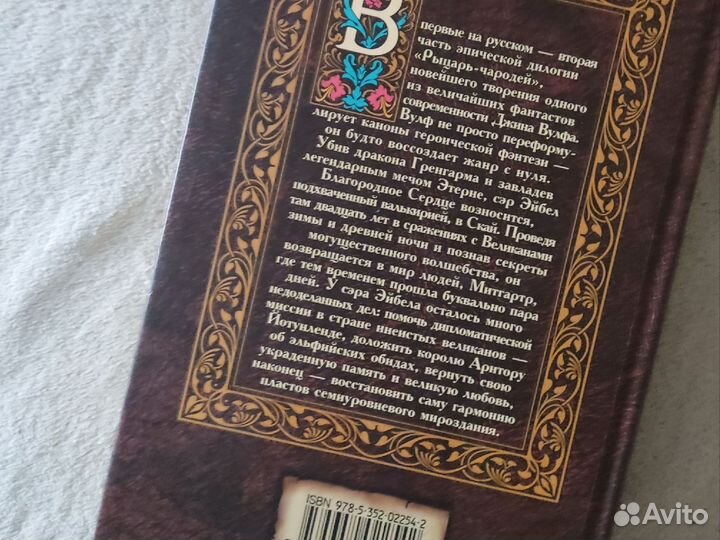 Впервые на русском — вторая
часть эпической дилогии
«Рыцарь-чародей»,
новейшего творения одного
из величайших фантастов
современности Джина Вулфа.
Вулф не просто переформу-
лирует каноны героической фэнтези —
он будто воссоздает жанр с нуля.
Убив дракона Гренгарма и завладев
легендарным мечом Этерне, сэр Эйбел
Благородное Сердце возносится,
подхваченный валькирией, в Скай. Проведя
там двадцать лет в сражениях с Великанами
зимы и древней ночи и познав секреты
могущественного волшебства, он
возвращается в мир людей, Митгартр,
где тем временем прошла буквально пара
дней. У сэра Эйбела осталось много
недоделанных дел: помочь дипломатической
миссии в стране инеистых великанов —
Йотунленде, доложить королю Арнтору
об эльфийских обидах, вернуть свою
украденную память и великую любовь,
наконец — восстановить саму гармонию
пластов семиуровневого мироздания.
ISBN 978-5-352-02254-2
Avito